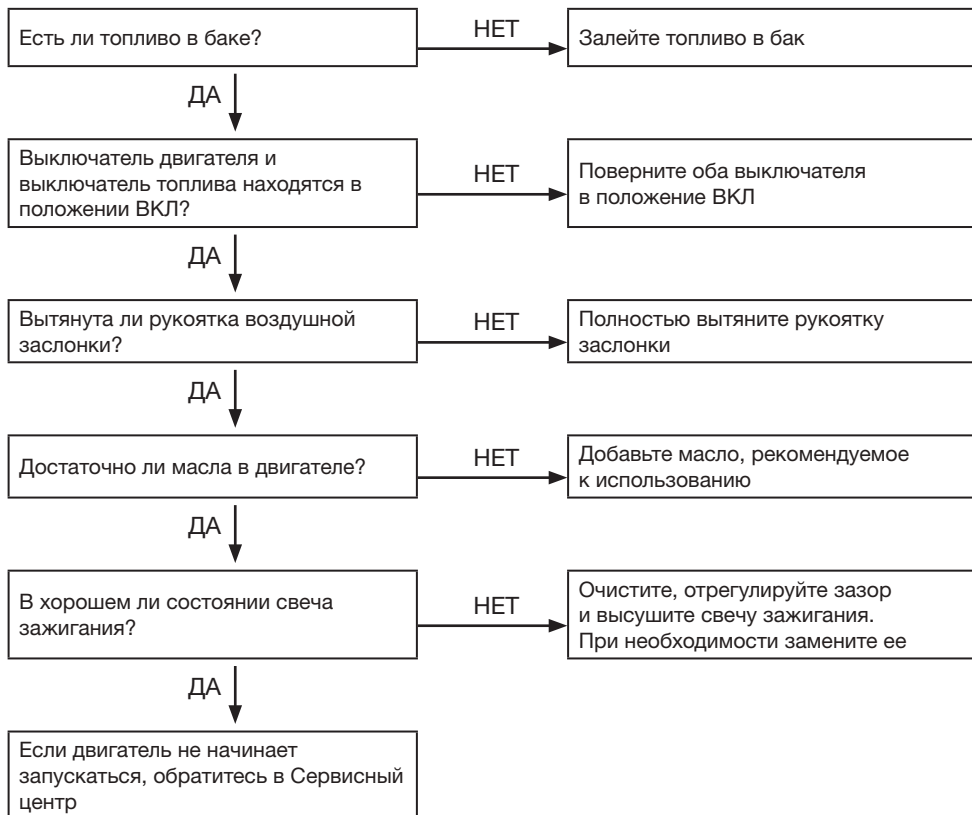 Есть ли топливо в баке?
НЕТ
Залейте топливо в бак
ДА
Выключатель двигателя и
выключатель топлива находятся в
положении ВКЛ?
НЕТ
Поверните оба выключателя
в положение ВКЛ
ДА
Вытянута ли рукоятка воздушной
заслонки?
НЕТ
Полностью вытяните рукоятку
заслонки
ДА
Достаточно ли масла в двигателе?
НЕТ
Добавьте масло, рекомендуемое
к использованию
ДА
В хорошем ли состоянии свеча
зажигания?
НЕТ
Очистите, отрегулируйте зазор
и высушите свечу зажигания.
При необходимости замените ее
ДА
Если двигатель не начинает
запускаться, обратитесь в Сервисный
центр